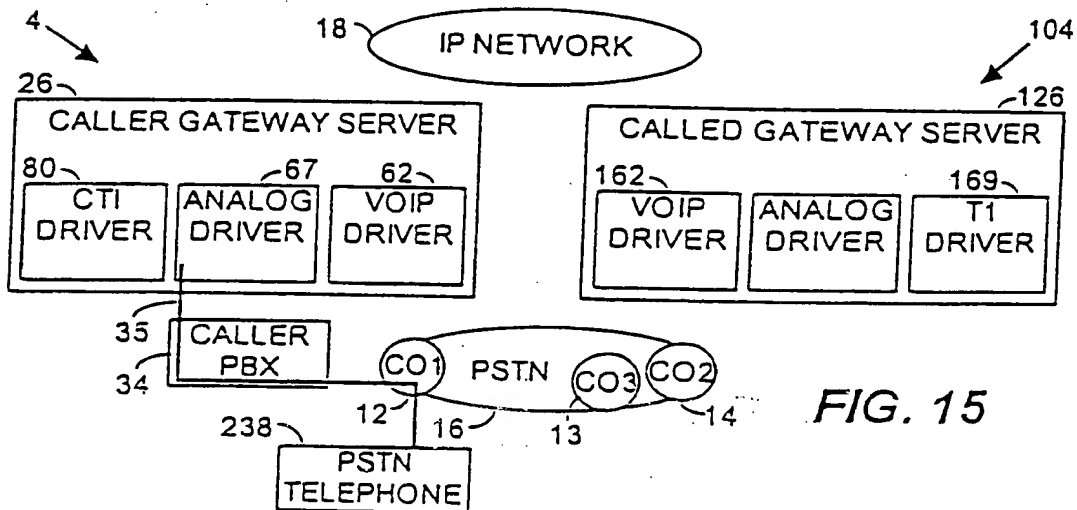 4
18
IP NETWORK
104
26
CALLER GATEWAY SERVER
126
CALLED GATEWAY SERVER
80
CTI
DRIVER
67
ANALOG
DRIVER
62
VOIP
DRIVER
162
VOIP
DRIVER
ANALOG
DRIVER
169
T1
DRIVER
35
34
CALLER
PBX
CO1
PSTN
CO3
CO2
12
16
13
14
FIG. 15
238
PSTN
TELEPHONE